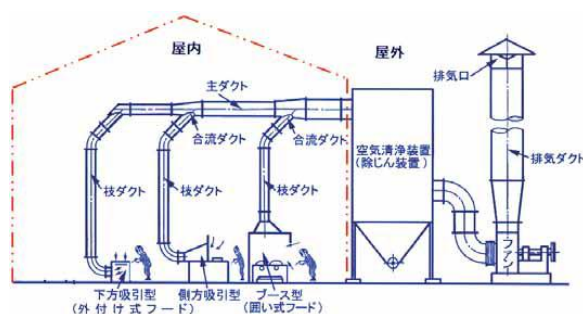 屋内
屋外
主ダクト
排気口
合流ダクト
合流ダクト
空気清浄装置
(除じん装置)
排気ダクト
枝ダクト
枝ダクト
枝ダクト
ファン
下方吸引型
(外付け式フード)
側方吸引型
ブース型
(囲い式フード)